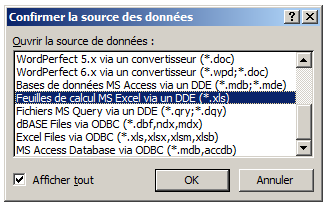 Confirmer la source des données
Ouvrir la source de données :
WordPerfect 5.x via un convertisseur (*.doc)
WordPerfect 6.x via un convertisseur (*.wpd;*.doc)
Bases de données MS Access via un DDE (*.mdb;*.mde)
Feuilles de calcul MS Excel via un DDE (*.xls)
Fichiers MS Query via un DDE (*.qry;*.dqy)
dBASE Files via ODBC (*.dbf,ndx,mdx)
Excel Files via ODBC (*.xls,xlsx,xlsm,xlsb)
MS Access Database via ODBC (*.mdb,accdb)
Afficher tout
OK
Annuler